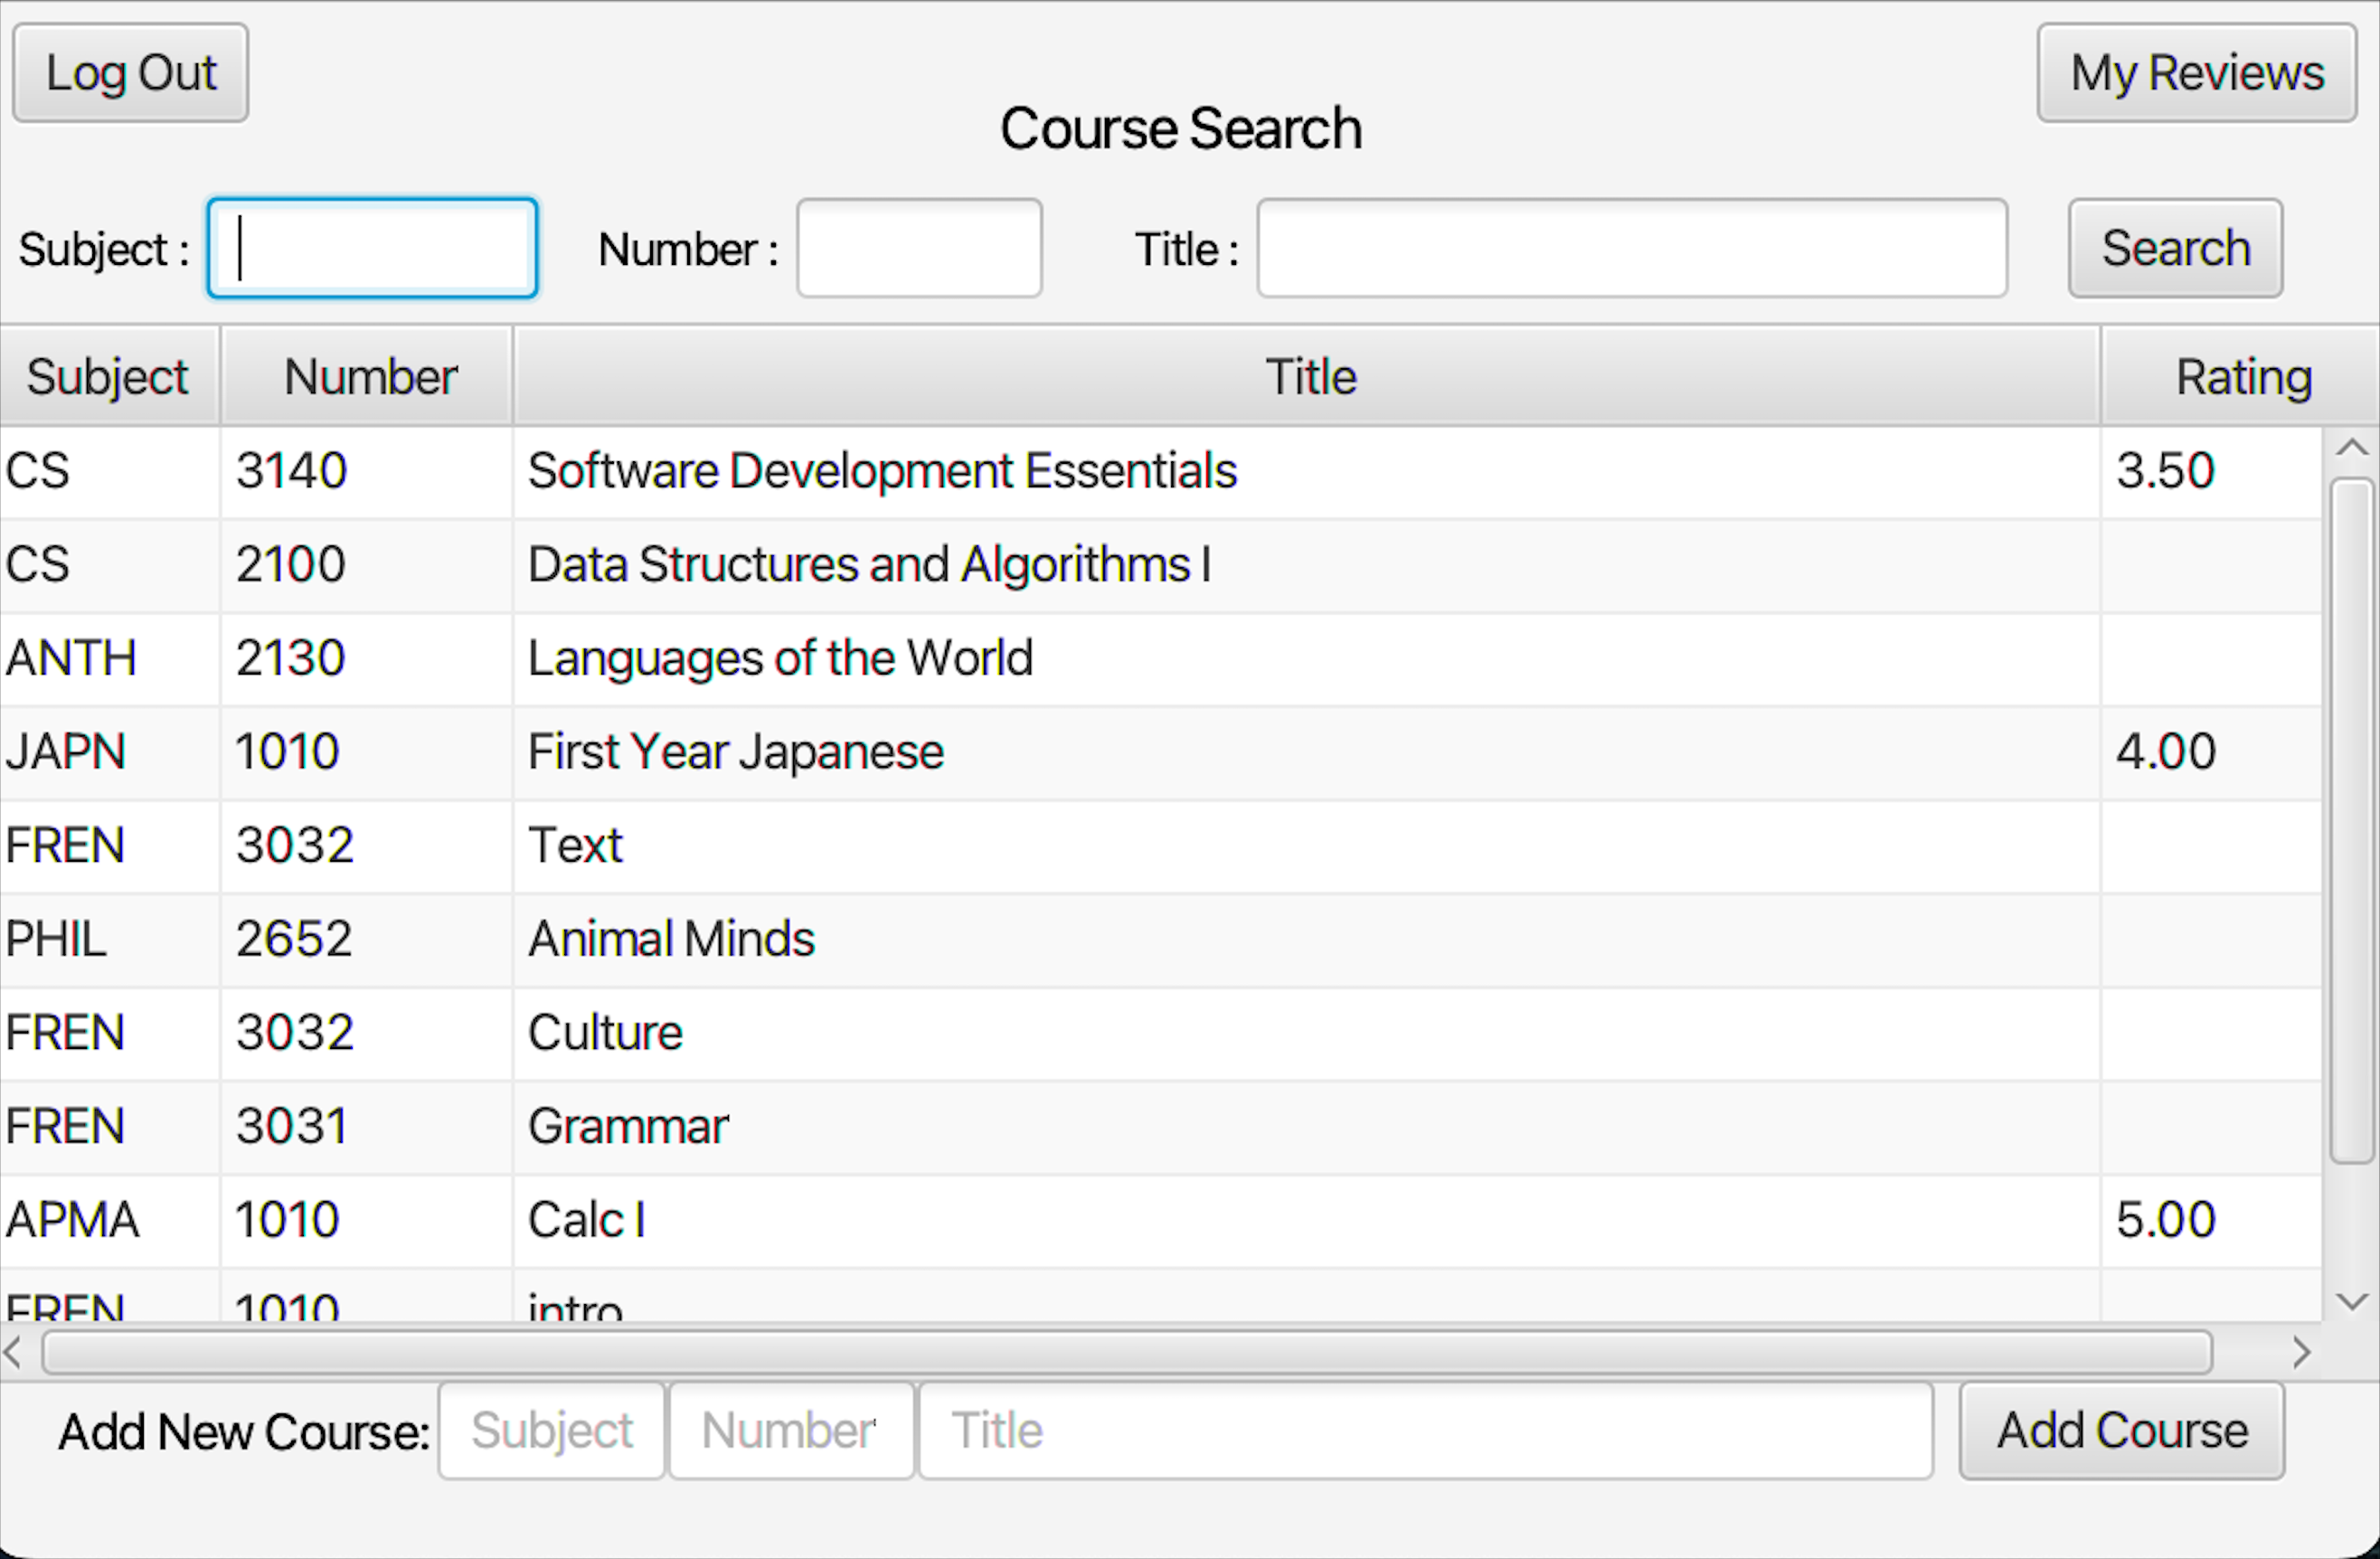 Log Out
My Reviews
Course Search
Subject : Number : Title : Search
Subject Number Title Rating
CS 3140 Software Development Essentials 3.50
CS 2100 Data Structures and Algorithms I
ANTH 2130 Languages of the World
JAPN 1010 First Year Japanese 4.00
FREN 3032 Text
PHIL 2652 Animal Minds
FREN 3032 Culture
FREN 3031 Grammar
APMA 1010 Calc I 5.00
FREN 1010 intro
Add New Course: Subject Number Title Add Course